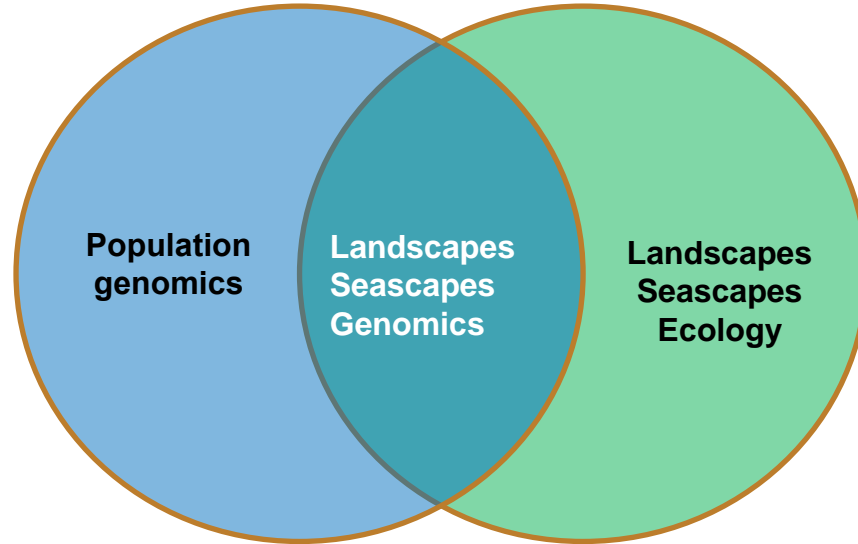 Population
genomics
Landscapes
Seascapes
Genomics
Landscapes
Seascapes
Ecology